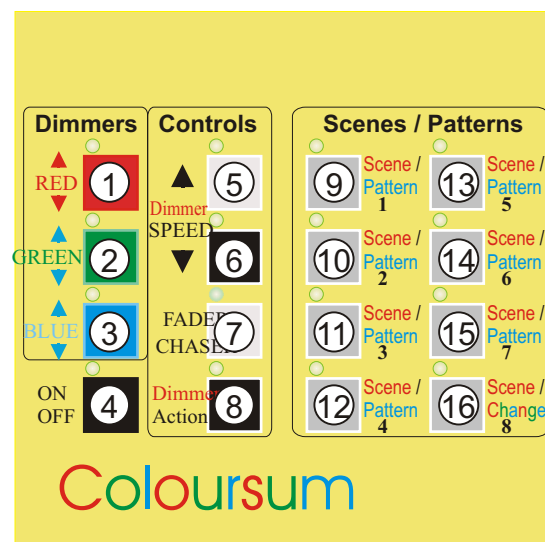 Dimmers
RED
1
GREEN
2
BLUE
3
ON
OFF
4
Controls
5
Dimmer
SPEED
6
FADER
CHASER
7
Dimmer
Action
8
Scenes / Patterns
9
Scene /
Pattern
1
10
Scene /
Pattern
2
11
Scene /
Pattern
3
12
Scene /
Pattern
4
13
Scene /
Pattern
5
14
Scene /
Pattern
6
15
Scene /
Pattern
7
16
Scene /
Change
8
Coloursum